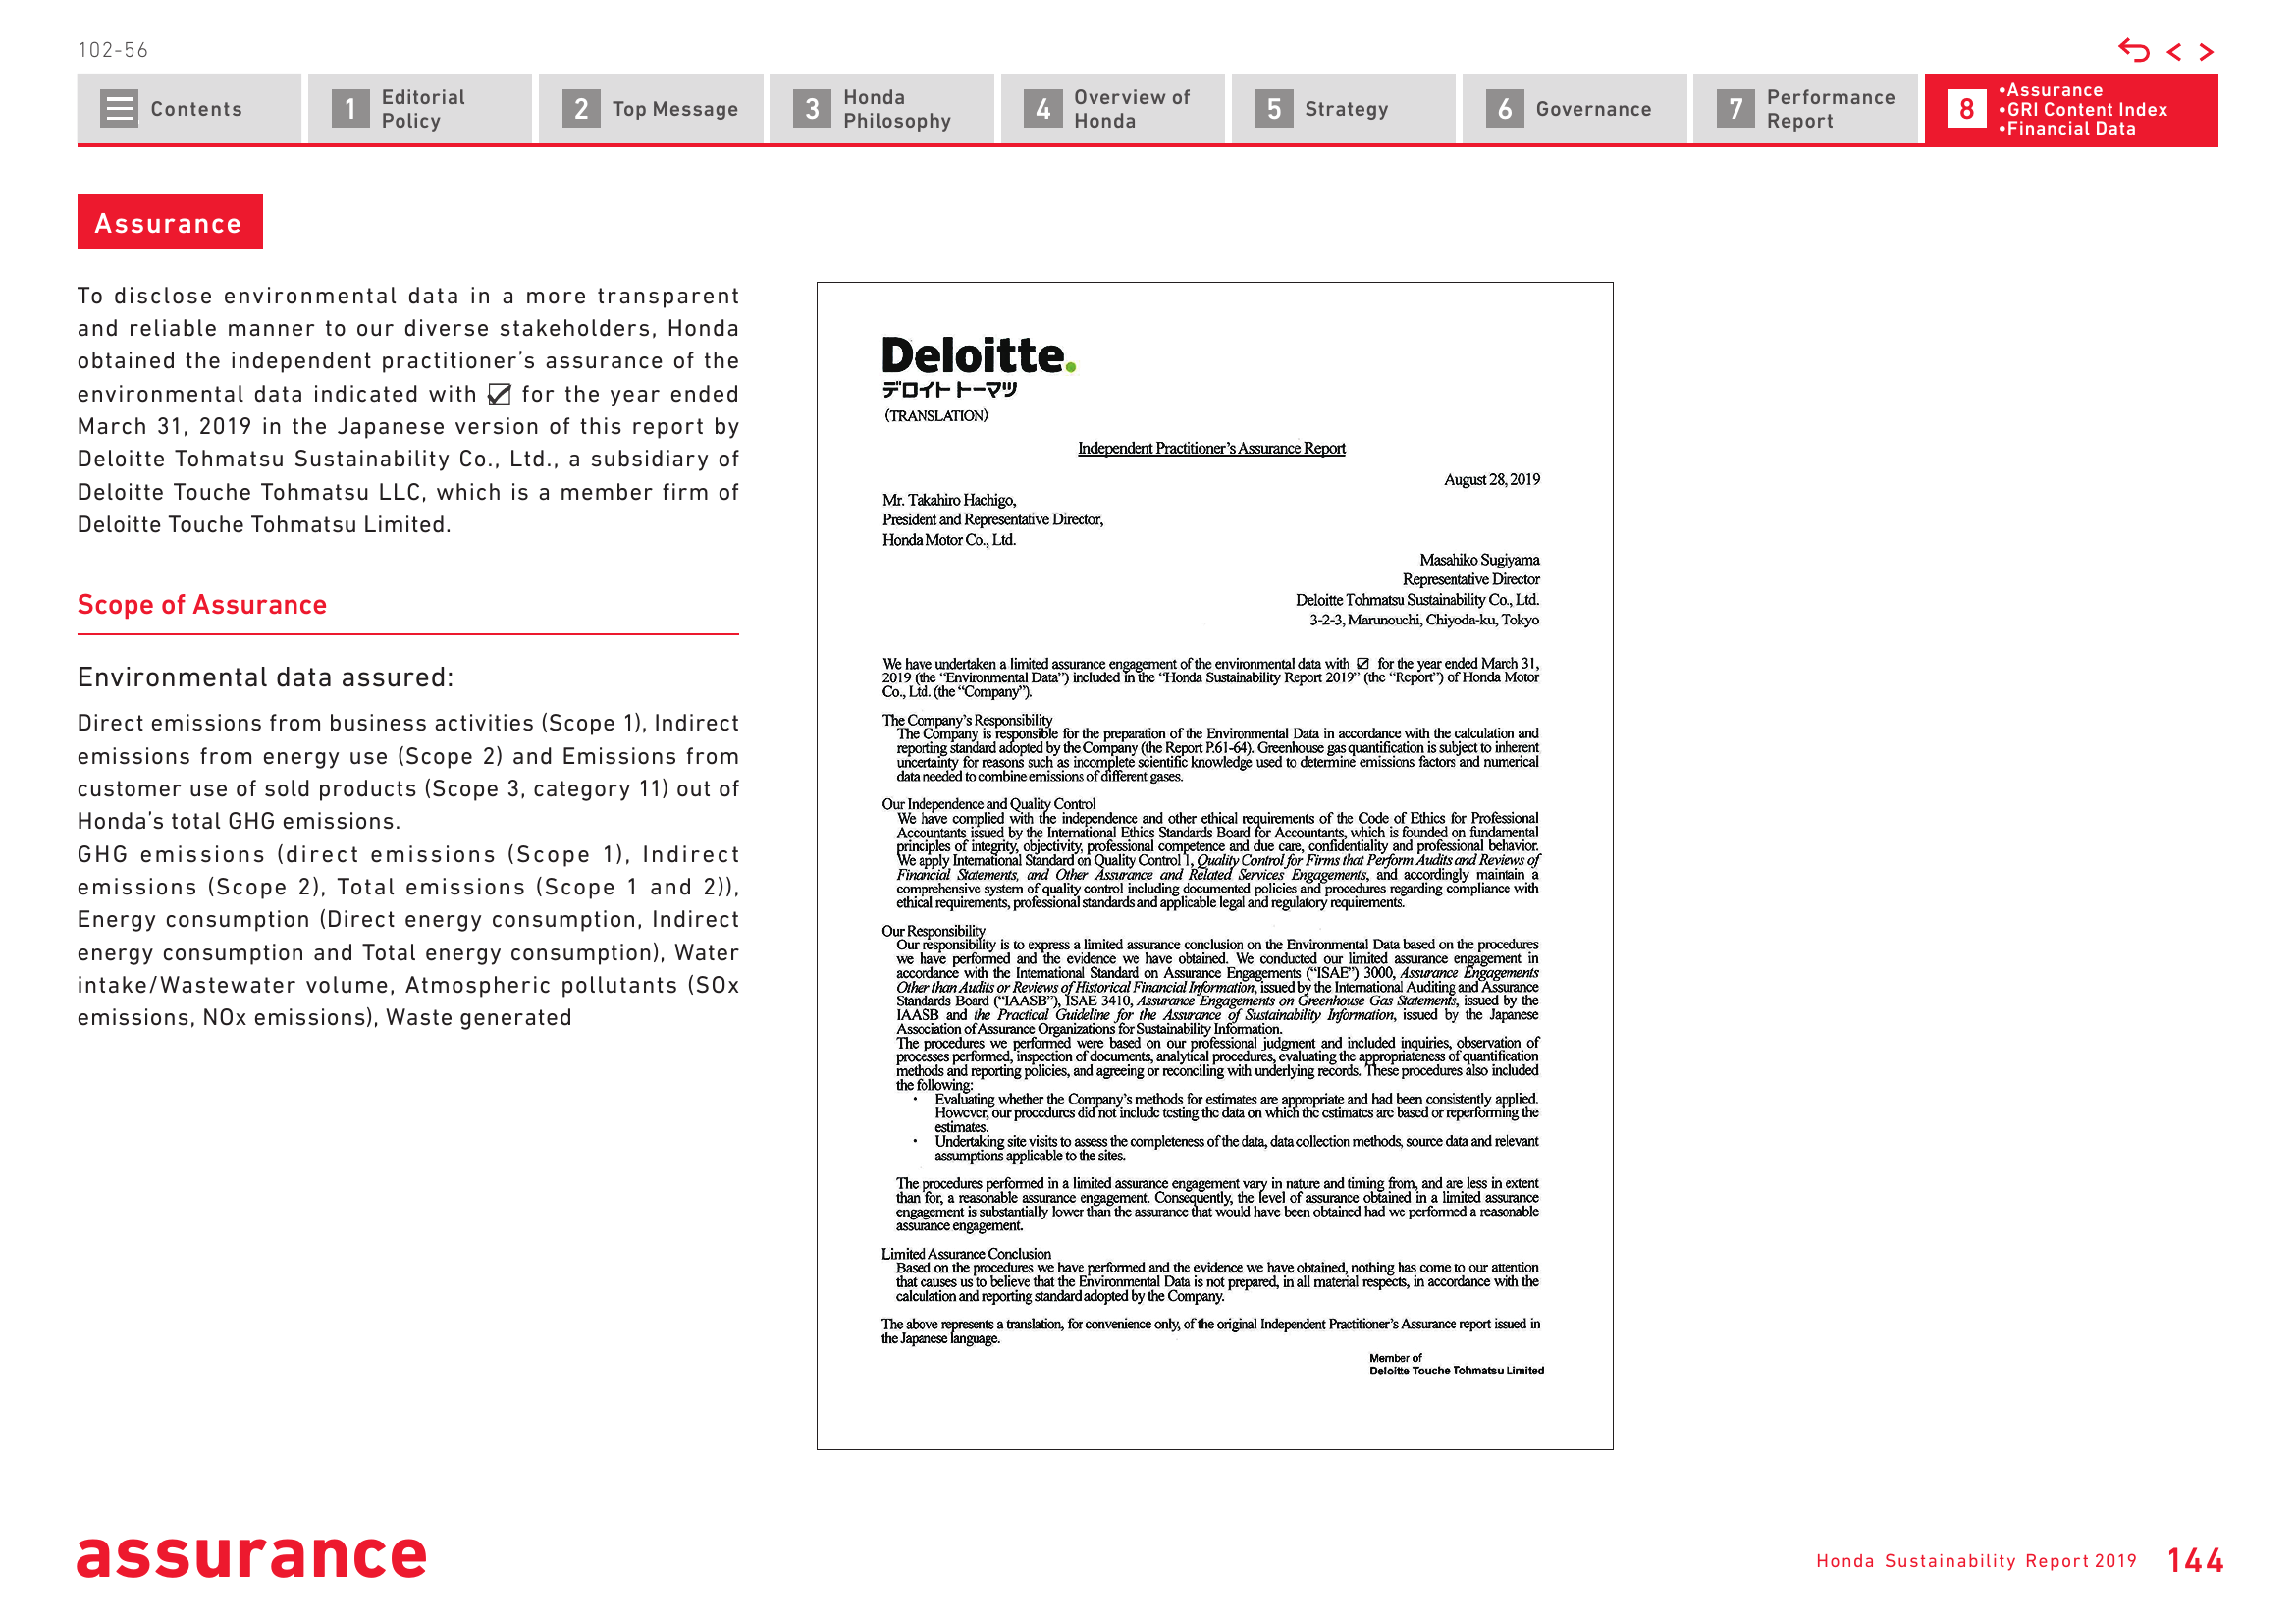 102-56
Contents
1 Editorial Policy
2 Top Message
3 Honda Philosophy
4 Overview of Honda
5 Strategy
6 Governance
7 Performance Report
8 •Assurance
•GRI Content Index
•Financial Data
Assurance
To disclose environmental data in a more transparent
and reliable manner to our diverse stakeholders, Honda
obtained the independent practitioner’s assurance of the
environmental data indicated with ☑ for the year ended
March 31, 2019 in the Japanese version of this report by
Deloitte Tohmatsu Sustainability Co., Ltd., a subsidiary of
Deloitte Touche Tohmatsu LLC, which is a member firm of
Deloitte Touche Tohmatsu Limited.
Scope of Assurance
Environmental data assured:
Direct emissions from business activities (Scope 1), Indirect
emissions from energy use (Scope 2) and Emissions from
customer use of sold products (Scope 3, category 11) out of
Honda’s total GHG emissions.
GHG emissions (direct emissions (Scope 1), Indirect
emissions (Scope 2), Total emissions (Scope 1 and 2)),
Energy consumption (Direct energy consumption, Indirect
energy consumption and Total energy consumption), Water
intake/Wastewater volume, Atmospheric pollutants (SOx
emissions, NOx emissions), Waste generated
Deloitte.
デロイト トーマツ
(TRANSLATION)
Independent Practitioner’s Assurance Report
August 28, 2019
Mr. Takahiro Hachigo,
President and Representative Director,
Honda Motor Co., Ltd.
Masahiko Sugiyama
Representative Director
Deloitte Tohmatsu Sustainability Co., Ltd.
3-2-3, Marunouchi, Chiyoda-ku, Tokyo
We have undertaken a limited assurance engagement of the environmental data with ☑ for the year ended March 31,
2019 (the “Environmental Data”) included in the “Honda Sustainability Report 2019” (the “Report”) of Honda Motor
Co., Ltd. (the “Company”).
The Company’s Responsibility
The Company is responsible for the preparation of the Environmental Data in accordance with the calculation and
reporting standard adopted by the Company (the Report P.61-64). Greenhouse gas quantification is subject to inherent
uncertainty for reasons such as incomplete scientific knowledge used to determine emissions factors and numerical
data needed to combine emissions of different gases.
Our Independence and Quality Control
We have complied with the independence and other ethical requirements of the Code of Ethics for Professional
Accountants issued by the International Ethics Standards Board for Accountants, which is founded on fundamental
principles of integrity, objectivity, professional competence and due care, confidentiality and professional behavior.
We apply International Standard on Quality Control 1, Quality Control for Firms that Perform Audits and Reviews of
Financial Statements, and Other Assurance and Related Services Engagements, and accordingly maintain a
comprehensive system of quality control including documented policies and procedures regarding compliance with
ethical requirements, professional standards and applicable legal and regulatory requirements.
Our Responsibility
Our responsibility is to express a limited assurance conclusion on the Environmental Data based on the procedures
we have performed and the evidence we have obtained. We conducted our limited assurance engagement in
accordance with the International Standard on Assurance Engagements (“ISAE”) 3000, Assurance Engagements
Other than Audits or Reviews of Historical Financial Information, issued by the International Auditing and Assurance
Standards Board (“IAASB”), ISAE 3410, Assurance Engagements on Greenhouse Gas Statements, issued by the
IAASB and the Practical Guideline for the Assurance of Sustainability Information, issued by the Japanese
Association of Assurance Organizations for Sustainability Information.
The procedures we performed were based on our professional judgment and included inquiries, observation of
processes performed, inspection of documents, analytical procedures, evaluating the appropriateness of quantification
methods and reporting policies, and agreeing or reconciling with underlying records. These procedures also included
the following:
・ Evaluating whether the Company’s methods for estimates are appropriate and had been consistently applied.
However, our procedures did not include testing the data on which the estimates are based or reperforming the
estimates.
・ Undertaking site visits to assess the completeness of the data, data collection methods, source data and relevant
assumptions applicable to the sites.
The procedures performed in a limited assurance engagement vary in nature and timing from, and are less in extent
than for, a reasonable assurance engagement. Consequently, the level of assurance obtained in a limited assurance
engagement is substantially lower than the assurance that would have been obtained had we performed a reasonable
assurance engagement.
Limited Assurance Conclusion
Based on the procedures we have performed and the evidence we have obtained, nothing has come to our attention
that causes us to believe that the Environmental Data is not prepared, in all material respects, in accordance with the
calculation and reporting standard adopted by the Company.
The above represents a translation, for convenience only, of the original Independent Practitioner’s Assurance report issued in
the Japanese language.
Member of
Deloitte Touche Tohmatsu Limited
assurance
Honda Sustainability Report 2019 144